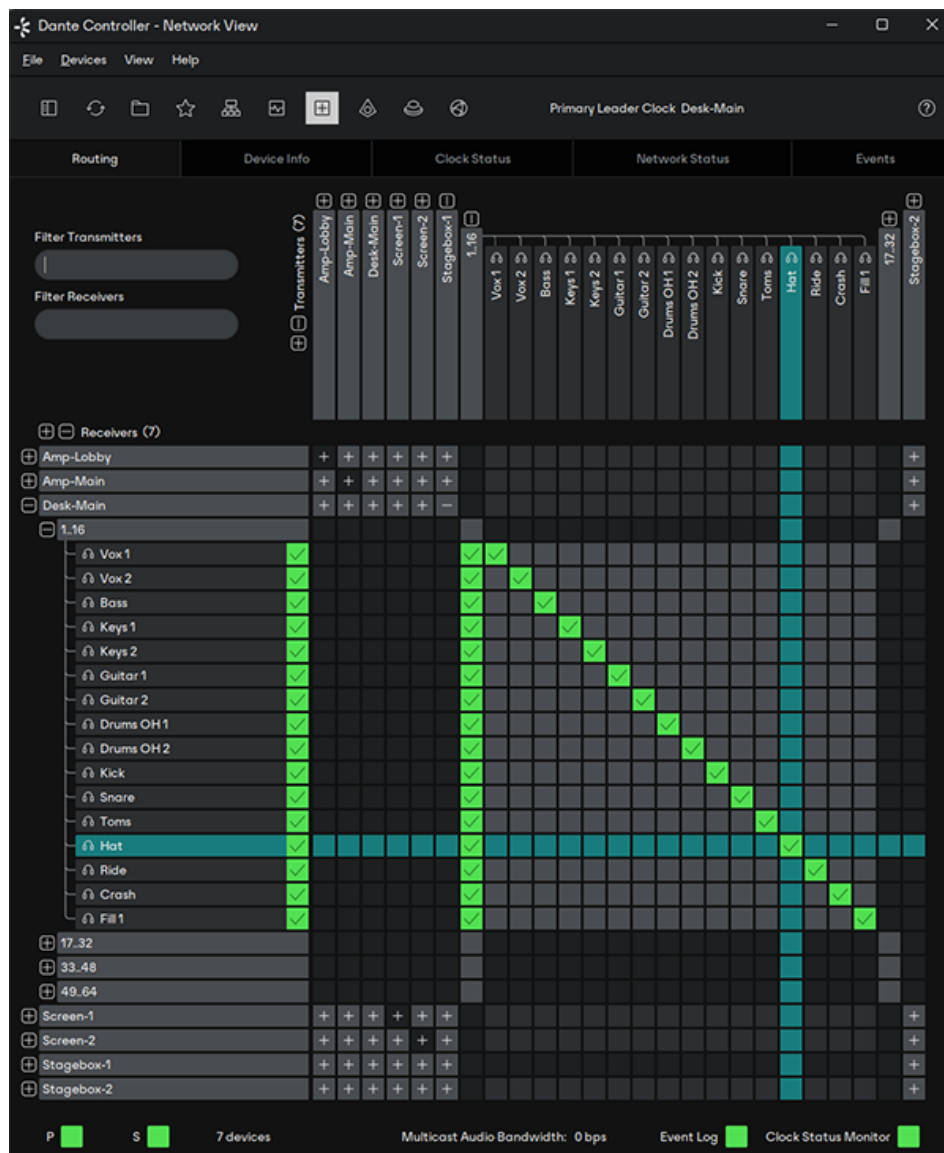 Dante Controller - Network View
File Devices View Help
Primary Leader Clock Desk-Main
Routing Device Info Clock Status Network Status Events
Filter Transmitters
Filter Receivers
Transmitters (7)
Amp-Lobby
Amp-Main
Desk-Main
Screen-1
Screen-2
Stagebox-1
1..16
Vox 1
Vox 2
Bass
Keys 1
Keys 2
Guitar 1
Guitar 2
Drums OH 1
Drums OH 2
Kick
Snare
Toms
Hat
Ride
Crash
Fill 1
17..32
Stagebox-2
Receivers (7)
Amp-Lobby
Amp-Main
Desk-Main
1..16
Vox 1
Vox 2
Bass
Keys 1
Keys 2
Guitar 1
Guitar 2
Drums OH 1
Drums OH 2
Kick
Snare
Toms
Hat
Ride
Crash
Fill 1
17..32
33..48
49..64
Screen-1
Screen-2
Stagebox-1
Stagebox-2
P S 7 devices Multicast Audio Bandwidth: 0 bps Event Log Clock Status Monitor